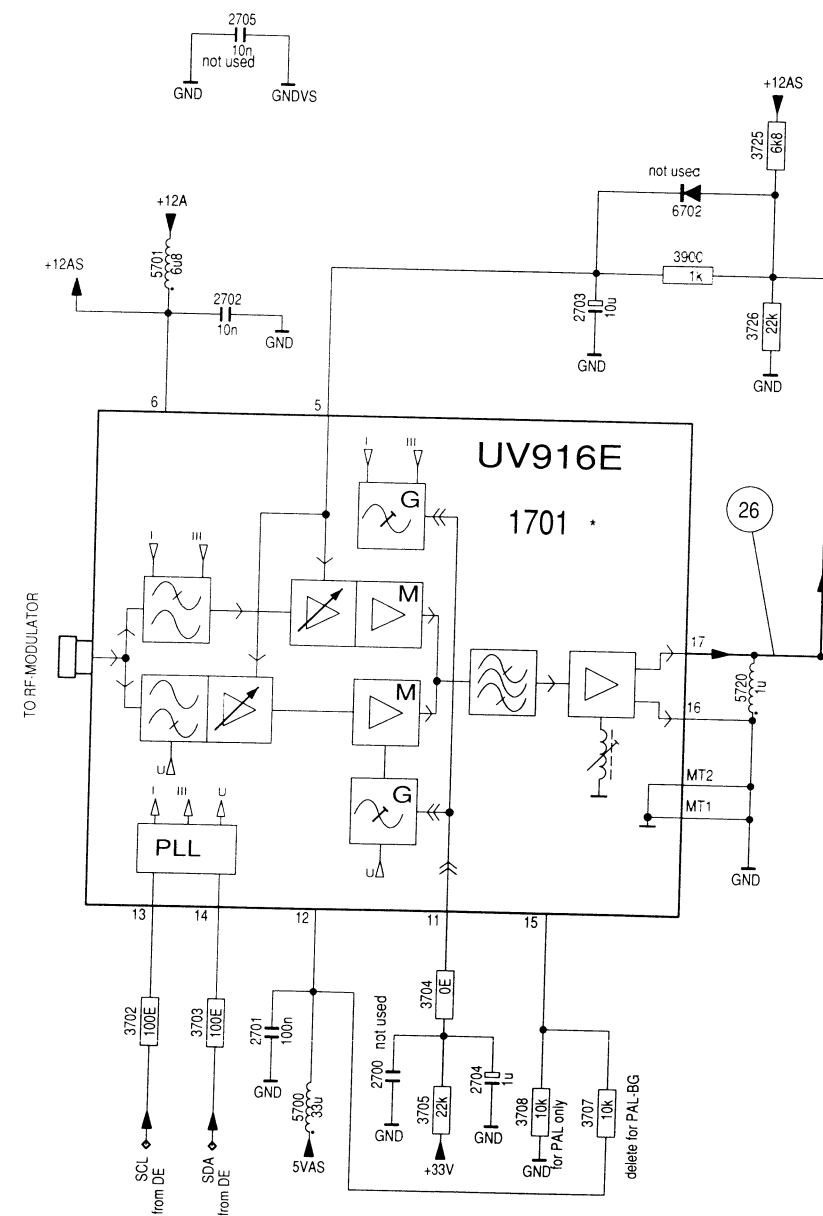 2705
10n
not used
GND
GNDVS
+12AS
3725
6k8
not used
6702
+12A
5701
6u8
+12AS
2702
10n
GND
3900
1k
2703
10u
GND
3726
22k
GND
6
5
UV916E
1701 *
I
III
G
26
I
III
M
TO RF-MODULATOR
17
5720
1u
M
16
U
I
III
U
G
MT2
MT1
PLL
U
GND
13
14
12
11
15
3702
100E
3703
100E
2701
100n
GND
3704
0E
not used
2700
GND
3705
22k
2704
1u
GND
3708
10k
for PAL only
GND
3707
10k
delete for PAL-BG
5700
33u
5VAS
+33V
SCL
from DE
SDA
from DE